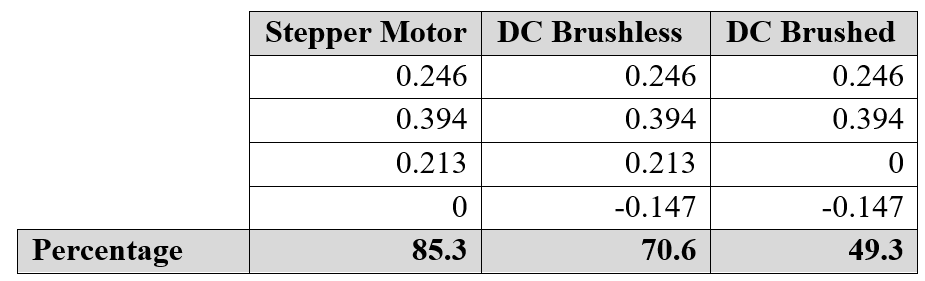 Stepper Motor DC Brushless DC Brushed
0.246 0.246 0.246
0.394 0.394 0.394
0.213 0.213 0
0 -0.147 -0.147
Percentage 85.3 70.6 49.3